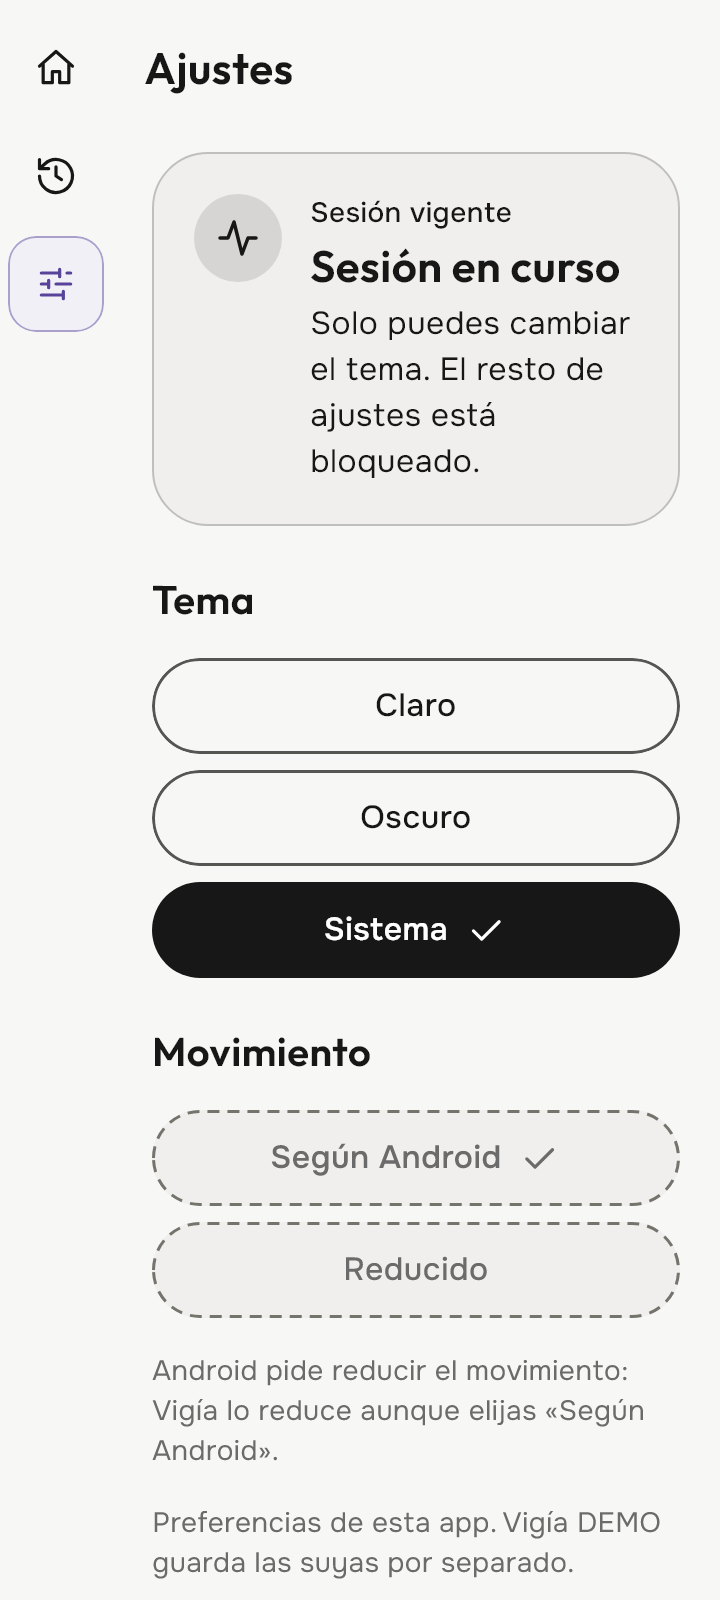 Ajustes
Sesión vigente
Sesión en curso
Solo puedes cambiar
el tema. El resto de
ajustes está
bloqueado.
Tema
Claro
Oscuro
Sistema
Movimiento
Según Android
Reducido
Android pide reducir el movimiento:
Vigía lo reduce aunque elijas «Según
Android».
Preferencias de esta app. Vigía DEMO
guarda las suyas por separado.